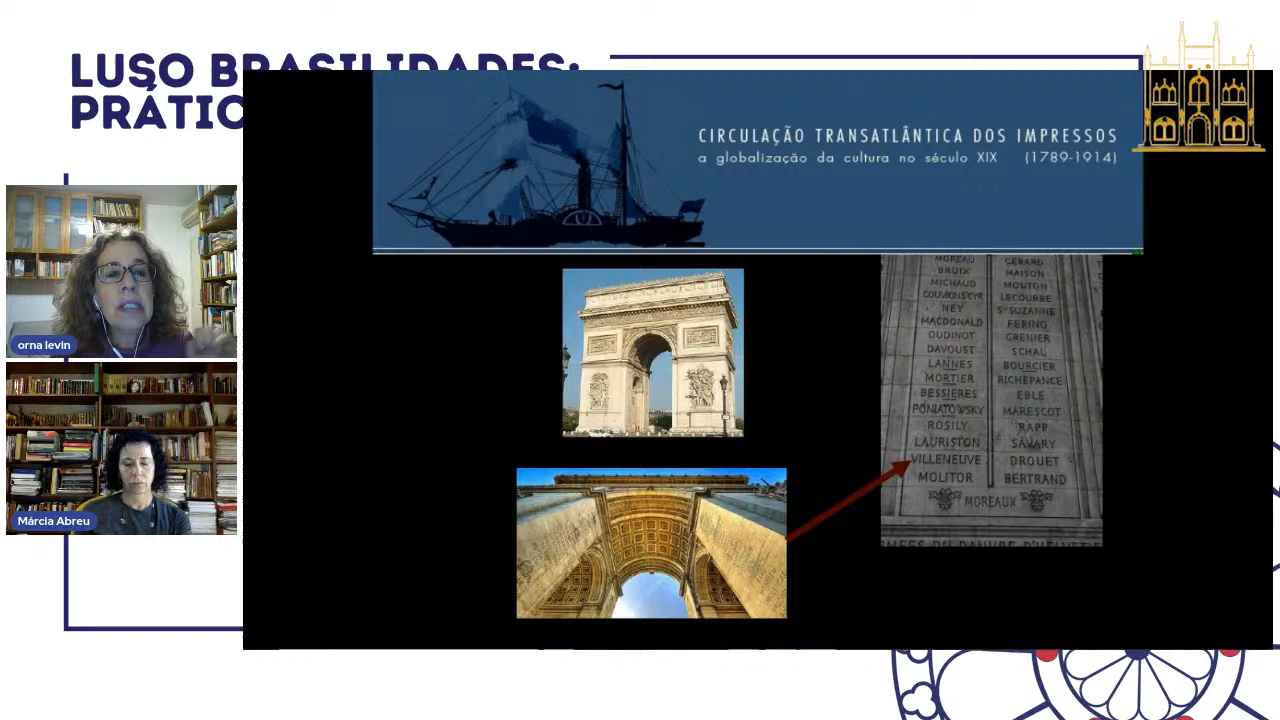 LUSO BRASILIDADES:
PRÁTIC
CIRCULAÇÃO TRANSATLÂNTICA DOS IMPRESSOS
a globalização da cultura no século XIX (1789-1914)
orna levin
Márcia Abreu
MOREAU
BRUIX
MICHAUD
GOUVION S^T CYR
NEY
MACDONALD
OUDINOT
DAVOUST
LANNES
MORTIER
BESSIERES
PONIATOWSKY
ROSILY
LAURISTON
VILLENEUVE
MOLITOR
GERARD
MAISON
MOUTON
LECOURBE
S^T SUZANNE
FERINO
GRENIER
SCHAL
BOURCIER
RICHEPANCE
EBLE
MARESCOT
RAPP
SAVARY
DROUET
BERTRAND
MOREAUX